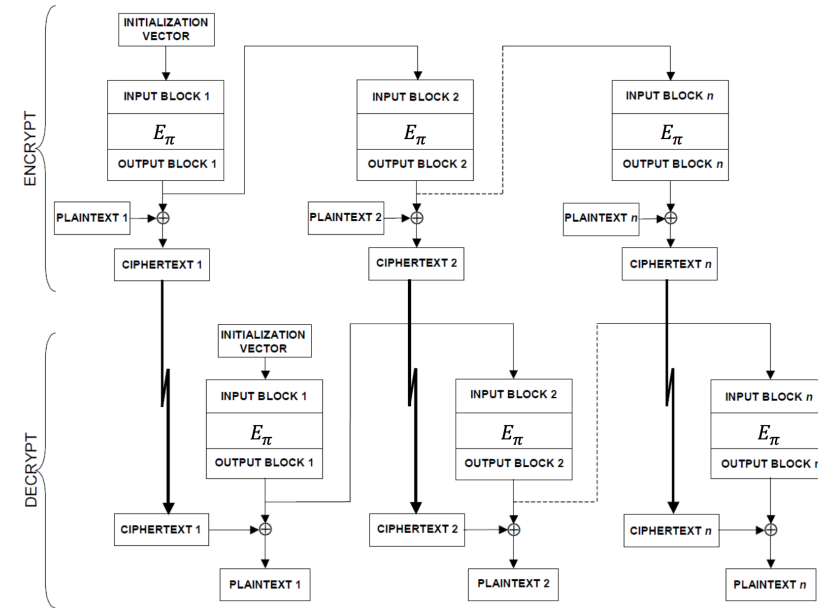 ENCRYPT
INITIALIZATION
VECTOR
INPUT BLOCK 1
E_π
OUTPUT BLOCK 1
PLAINTEXT 1
CIPHERTEXT 1
INPUT BLOCK 2
E_π
OUTPUT BLOCK 2
PLAINTEXT 2
CIPHERTEXT 2
INPUT BLOCK n
E_π
OUTPUT BLOCK n
PLAINTEXT n
CIPHERTEXT n
DECRYPT
INITIALIZATION
VECTOR
INPUT BLOCK 1
E_π
OUTPUT BLOCK 1
CIPHERTEXT 1
PLAINTEXT 1
INPUT BLOCK 2
E_π
OUTPUT BLOCK 2
CIPHERTEXT 2
PLAINTEXT 2
INPUT BLOCK n
E_π
OUTPUT BLOCK n
CIPHERTEXT n
PLAINTEXT n